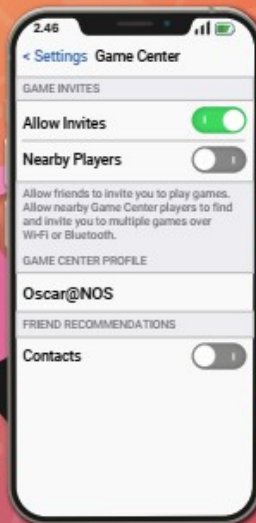 2.46
< Settings Game Center
GAME INVITES
Allow Invites
Nearby Players
Allow friends to invite you to play games.
Allow nearby Game Center players to find
and invite you to multiple games over
Wi-Fi or Bluetooth.
GAME CENTER PROFILE
Oscar@NOS
FRIEND RECOMMENDATIONS
Contacts